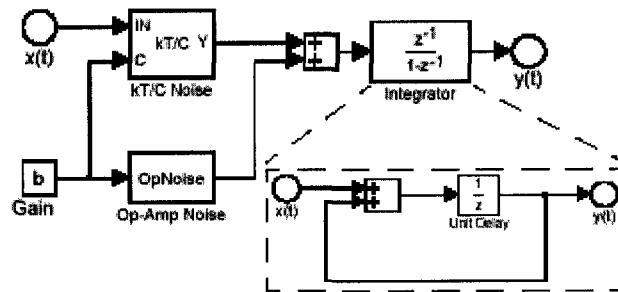 IN
kT/C Y
C
x(t)
kT/C Noise
z-1
1-z-1
y(t)
Integrator
b
Gain
OpNoise
Op-Amp Noise
x(t)
1
z
Unit Delay
y(t)